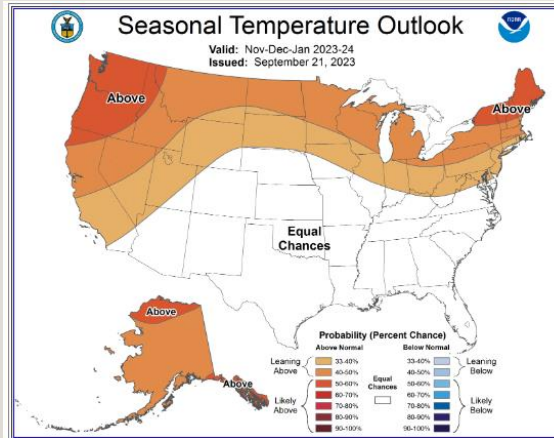 Seasonal Temperature Outlook
Valid: Nov-Dec-Jan 2023-24
Issued: September 21, 2023
Above
Above
Equal
Chances
Above
Above
Probability (Percent Chance)
Above Normal
Below Normal
Leaning
Above
33-40%
40-50%
Likely
Above
50-60%
60-70%
70-80%
80-90%
90-100%
Equal
Chances
33-40%
40-50%
Leaning
Below
50-60%
60-70%
70-80%
80-90%
90-100%
Likely
Below